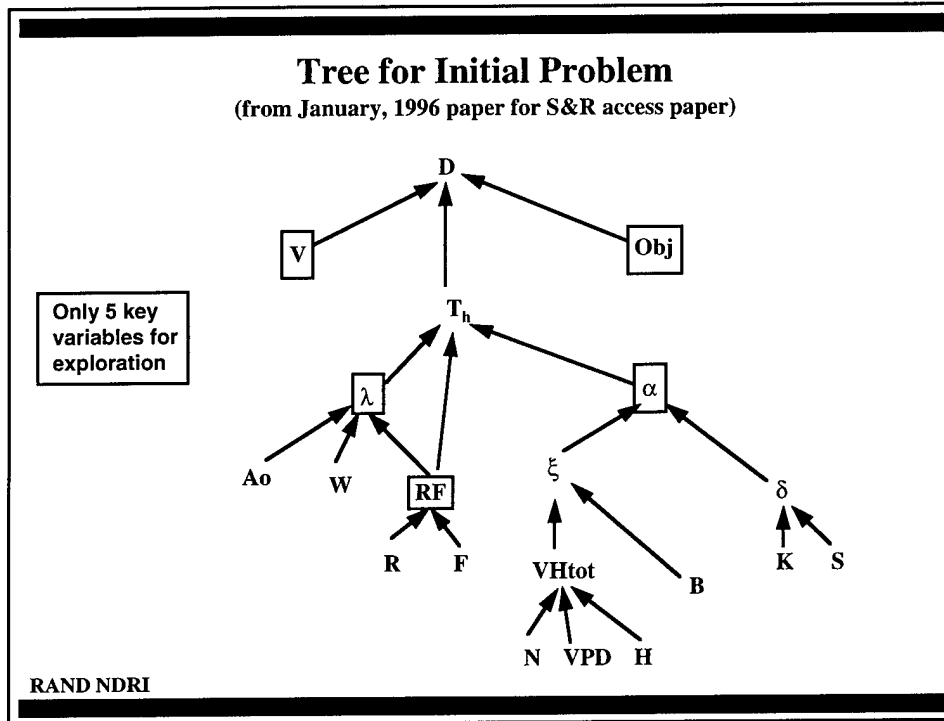 Tree for Initial Problem
(from January, 1996 paper for S&R access paper)
D
V
Obj
Only 5 key
variables for
exploration
Th
λ
α
Ao
W
RF
ξ
δ
R
F
VHtot
B
K
S
N
VPD
H
RAND NDRI